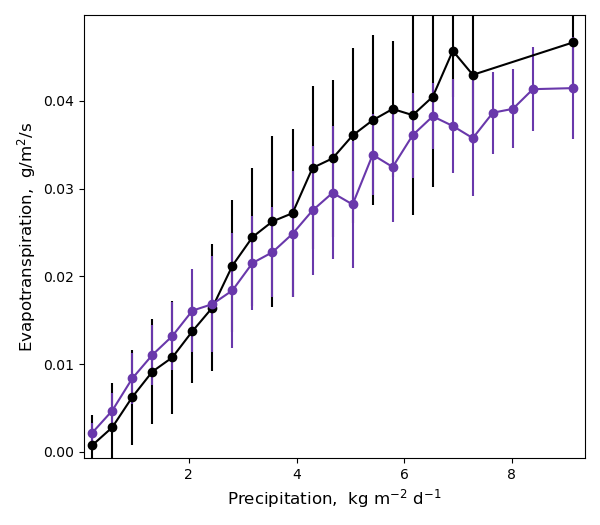 Evapotranspiration, g/m²/s
0.04
0.03
0.02
0.01
0.00
2 4 6 8
Precipitation, kg m⁻² d⁻¹